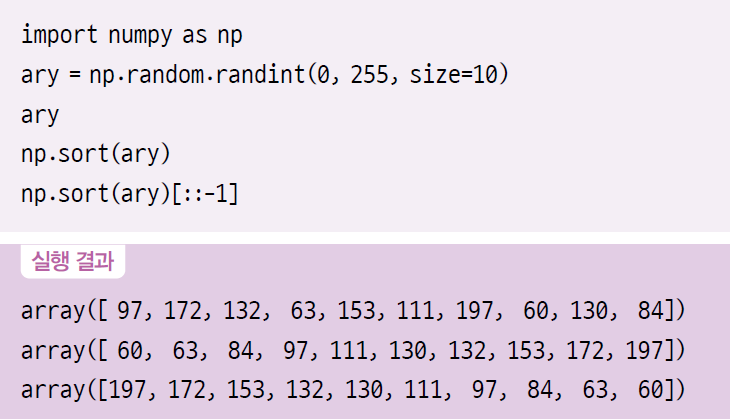 import numpy as np
ary = np.random.randint(0, 255, size=10)
ary
np.sort(ary)
np.sort(ary)[::-1]
실행 결과
array([ 97, 172, 132,  63, 153, 111, 197,  60, 130,  84])
array([ 60,  63,  84,  97, 111, 130, 132, 153, 172, 197])
array([197, 172, 153, 132, 130, 111,  97,  84,  63,  60])